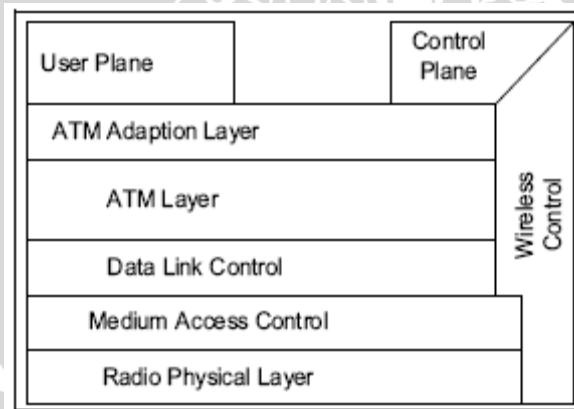 User Plane
Control
Plane
ATM Adaption Layer
ATM Layer
Data Link Control
Medium Access Control
Radio Physical Layer
Wireless
Control